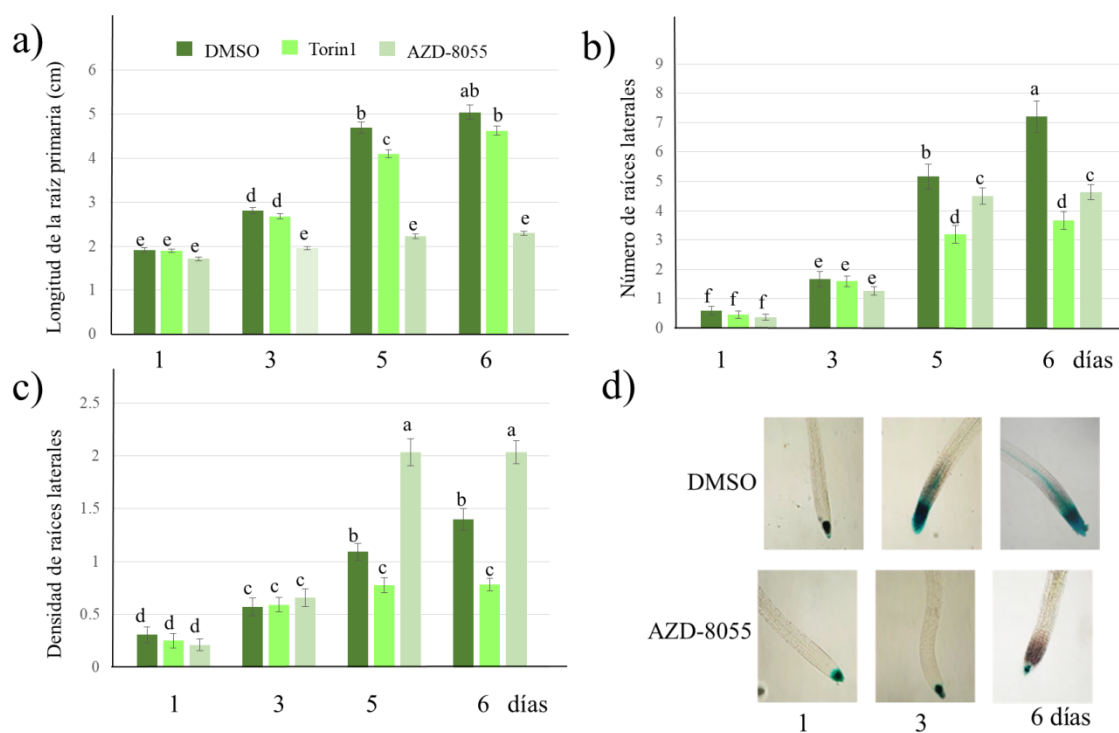 a)
DMSO Torin1 AZD-8055
Longitud de la raíz primaria (cm)
6
5
4
3
2
1
0
e e e
d d e
b c e
ab b e
1 3 5 6
b)
Número de raíces laterales
9
8
7
6
5
4
3
2
1
0
f f f
e e e
b d c
a d c
1 3 5 6 días
c)
Densidad de raíces laterales
2.5
2
1.5
1
0.5
0
d d d
c c c
b c a
b c a
1 3 5 6 días
d)
DMSO
AZD-8055
1 3 6 días